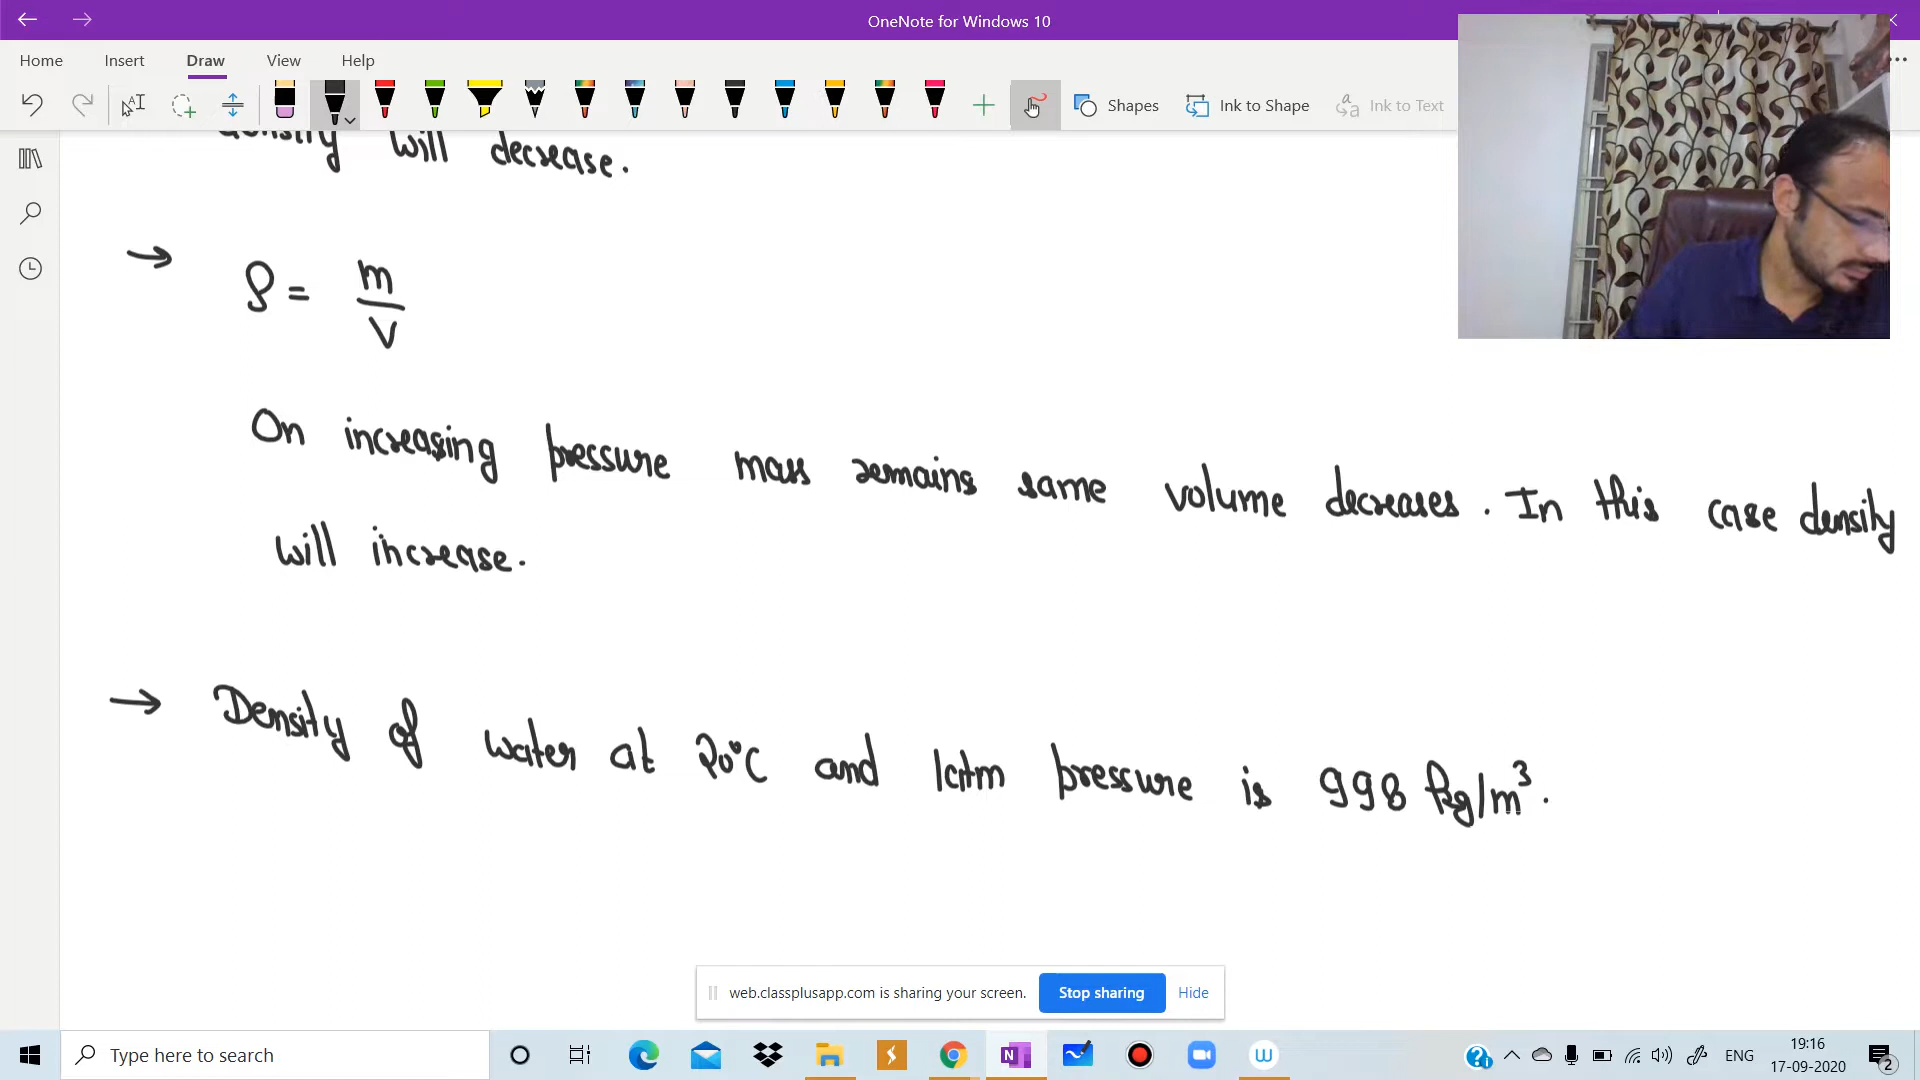 OneNote for Windows 10
Home Insert Draw View Help
Shapes Ink to Shape Ink to Text
density will decrease.
→ ρ = m
V
On increasing pressure mass remains same volume decreases. In this case density
will increase.
→ Density of water at 20°C and 1atm pressure is 998 kg/m³.
web.classplusapp.com is sharing your screen. Stop sharing Hide
Type here to search
ENG
19:16
17-09-2020
2